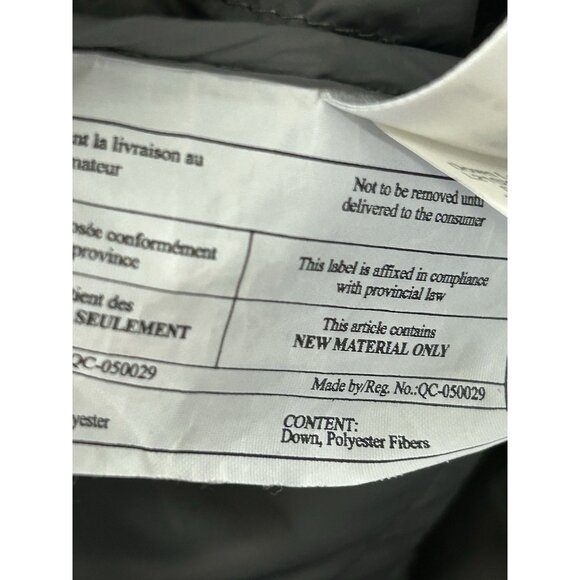 nt la livraison au
mateur
Not to be removed until
delivered to the consumer
osée conformément
province
This label is affixed in compliance
with provincial law
tient des
SEULEMENT
This article contains
NEW MATERIAL ONLY
QC-050029
Made by/Reg. No.:QC-050029
yester
CONTENT:
Down, Polyester Fibers